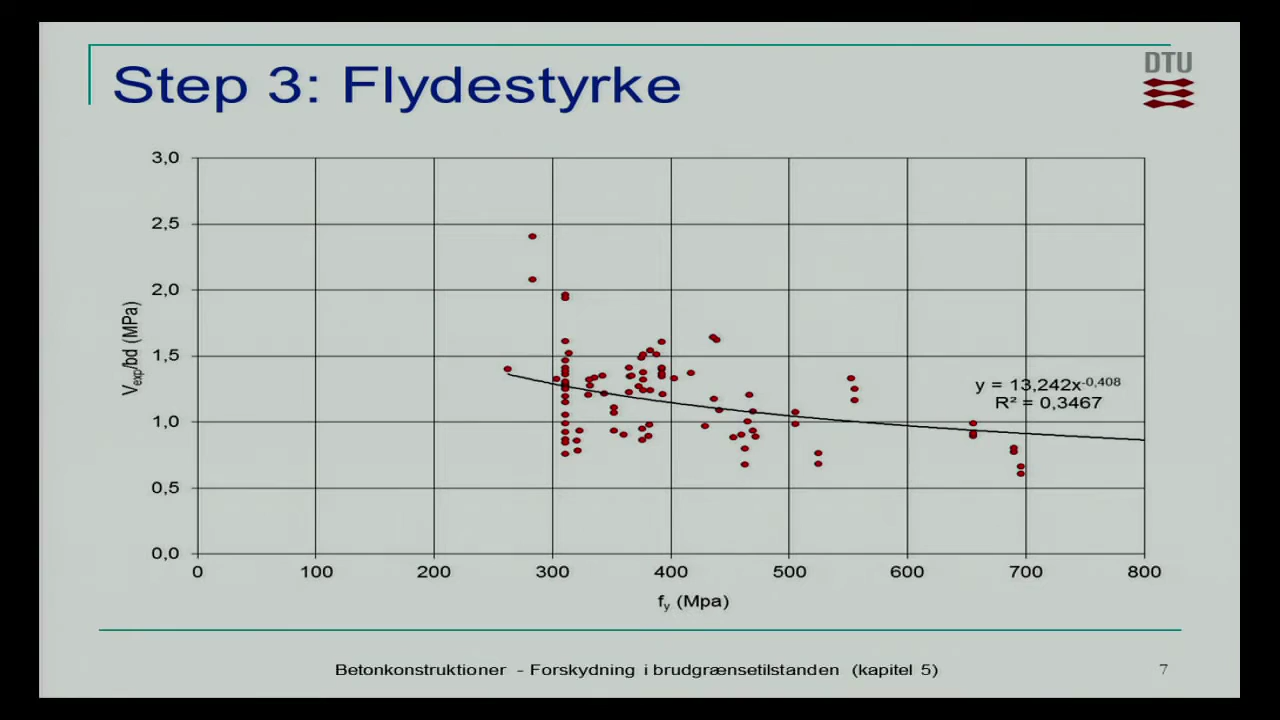 Step 3: Flydestyrke
DTU
3,0
2,5
2,0
1,5
1,0
0,5
0,0
V_exp/bd (MPa)
y = 13,242x^-0,408
R² = 0,3467
0 100 200 300 400 500 600 700 800
f_y (Mpa)
Betonkonstruktioner - Forskydning i brudgrænsetilstanden (kapitel 5)
7